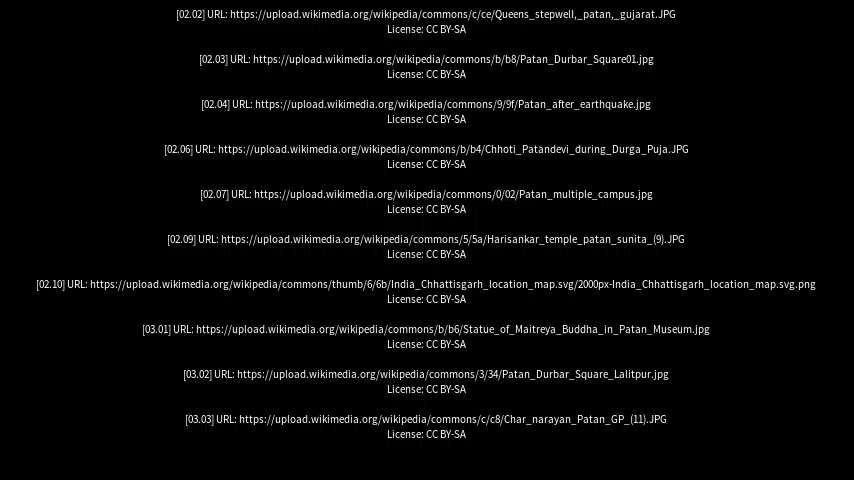 [02.02] URL: https://upload.wikimedia.org/wikipedia/commons/c/ce/Queens_stepwell,_patan,_gujarat.JPG
License: CC BY-SA
[02.03] URL: https://upload.wikimedia.org/wikipedia/commons/b/b8/Patan_Durbar_Square01.jpg
License: CC BY-SA
[02.04] URL: https://upload.wikimedia.org/wikipedia/commons/9/9f/Patan_after_earthquake.jpg
License: CC BY-SA
[02.06] URL: https://upload.wikimedia.org/wikipedia/commons/b/b4/Chhoti_Patandevi_during_Durga_Puja.JPG
License: CC BY-SA
[02.07] URL: https://upload.wikimedia.org/wikipedia/commons/0/02/Patan_multiple_campus.jpg
License: CC BY-SA
[02.09] URL: https://upload.wikimedia.org/wikipedia/commons/5/5a/Harisankar_temple_patan_sunita_(9).JPG
License: CC BY-SA
[02.10] URL: https://upload.wikimedia.org/wikipedia/commons/thumb/6/6b/India_Chhattisgarh_location_map.svg/2000px-India_Chhattisgarh_location_map.svg.png
License: CC BY-SA
[03.01] URL: https://upload.wikimedia.org/wikipedia/commons/b/b6/Statue_of_Maitreya_Buddha_in_Patan_Museum.jpg
License: CC BY-SA
[03.02] URL: https://upload.wikimedia.org/wikipedia/commons/3/34/Patan_Durbar_Square_Lalitpur.jpg
License: CC BY-SA
[03.03] URL: https://upload.wikimedia.org/wikipedia/commons/c/c8/Char_narayan_Patan_GP_(11).JPG
License: CC BY-SA